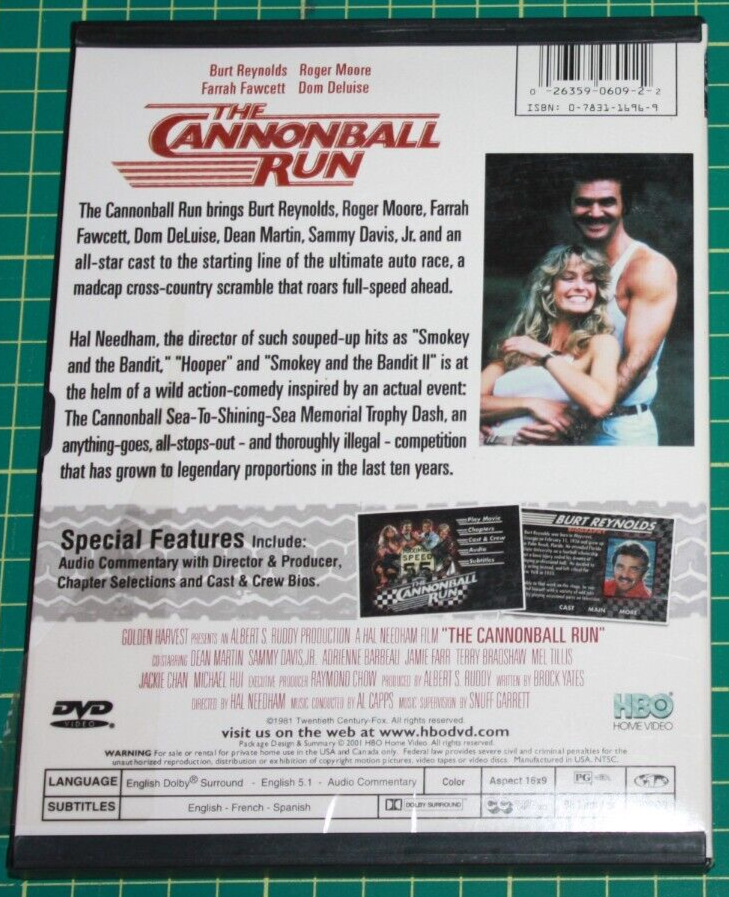 Burt Reynolds Roger Moore
Farrah Fawcett Dom Deluise
THE
CANNONBALL
RUN
0 -26359-0609-2- 2
ISBN: 0-7831-1696-9
The Cannonball Run brings Burt Reynolds, Roger Moore, Farrah
Fawcett, Dom DeLuise, Dean Martin, Sammy Davis, Jr. and an
all-star cast to the starting line of the ultimate auto race, a
madcap cross-country scramble that roars full-speed ahead.
Hal Needham, the director of such souped-up hits as "Smokey
and the Bandit," "Hooper" and "Smokey and the Bandit II" is at
the helm of a wild action-comedy inspired by an actual event:
The Cannonball Sea-To-Shining-Sea Memorial Trophy Dash, an
anything-goes, all-stops-out - and thoroughly illegal - competition
that has grown to legendary proportions in the last ten years.
Special Features Include:
Audio Commentary with Director & Producer,
Chapter Selections and Cast & Crew Bios.
Play Movie
Chapters
Cast & Crew
Audio
Subtitles
SPEED
55
THE
CANNONBALL
RUN
BURT REYNOLDS
CAST MAIN MORE
GOLDEN HARVEST PRESENTS AN ALBERT S. RUDDY PRODUCTION A HAL NEEDHAM FILM "THE CANNONBALL RUN"
CO-STARRING DEAN MARTIN SAMMY DAVIS, JR. ADRIENNE BARBEAU JAMIE FARR TERRY BRADSHAW MEL TILLIS
JACKIE CHAN MICHAEL HUI EXECUTIVE PRODUCER RAYMOND CHOW PRODUCED BY ALBERT S. RUDDY WRITTEN BY BROCK YATES
DIRECTED BY HAL NEEDHAM MUSIC CONDUCTED BY AL CAPPS MUSIC SUPERVISION BY SNUFF GARRETT
DVD
VIDEO
HBO
HOME VIDEO
©1981 Twentieth Century-Fox. All rights reserved.
visit us on the web at www.hbodvd.com
Package Design & Summary © 2001 HBO Home Video. All rights reserved.
WARNING For sale or rental for private home use in the USA and Canada only. Federal law provides severe civil and criminal penalties for the
unauthorized reproduction, distribution or exhibition of copyright motion pictures, video tapes or video discs. Manufactured in USA. NTSC.
LANGUAGE English Dolby® Surround - English 5.1 - Audio Commentary Color Aspect 16x9 PG
SUBTITLES English - French - Spanish DOLBY SURROUND